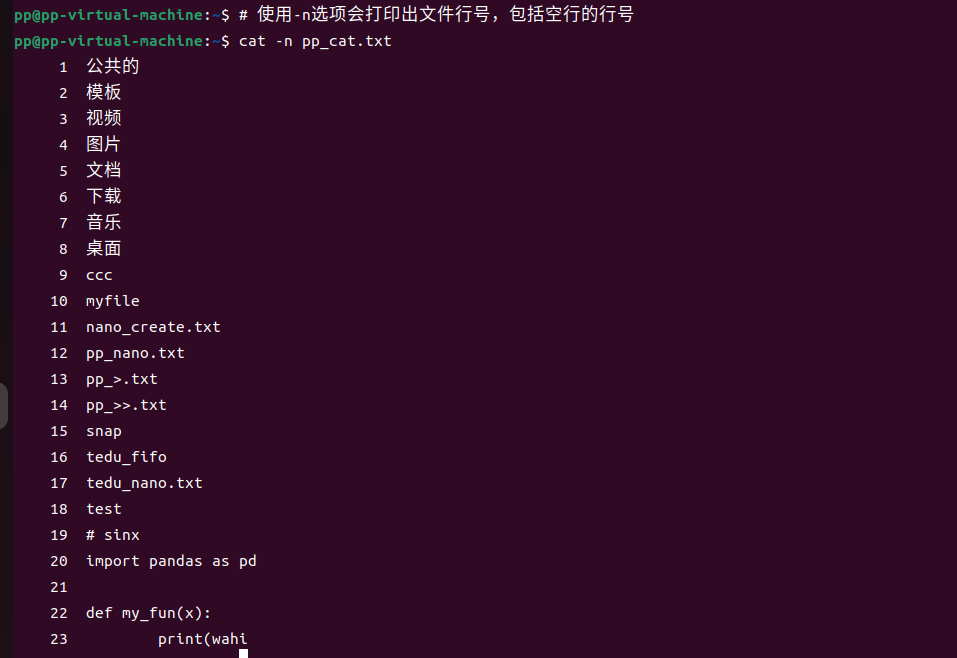 pp@pp-virtual-machine:~$ # 使用-n选项会打印出文件行号，包括空行的行号
pp@pp-virtual-machine:~$ cat -n pp_cat.txt
1 公共的
2 模板
3 视频
4 图片
5 文档
6 下载
7 音乐
8 桌面
9 ccc
10 myfile
11 nano_create.txt
12 pp_nano.txt
13 pp_>.txt
14 pp_>>.txt
15 snap
16 tedu_fifo
17 tedu_nano.txt
18 test
19 # sinx
20 import pandas as pd
21
22 def my_fun(x):
23 print(wahi